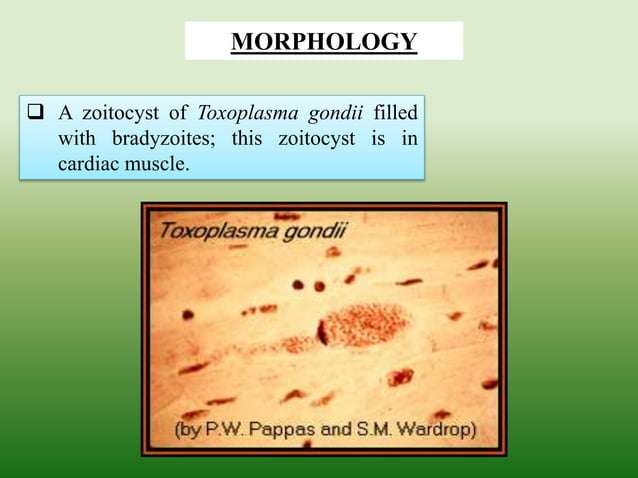 MORPHOLOGY
A zoitocyst of Toxoplasma gondii filled
with bradyzoites; this zoitocyst is in
cardiac muscle.
Toxoplasma gondii
(by P.W. Pappas and S.M. Wardrop)